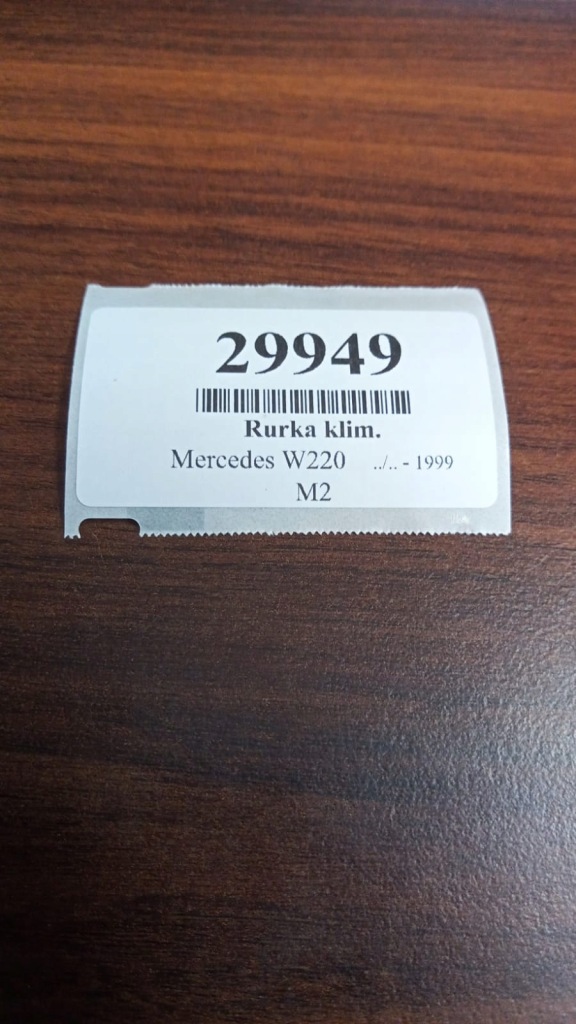 29949
Rurka klim.
Mercedes W220 ../.. - 1999
M2